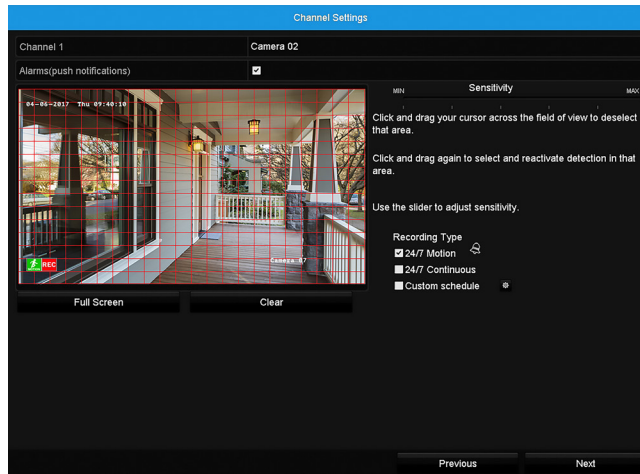 Channel Settings
Channel 1 Camera 02
Alarms(push notifications)
04-06-2017 Thu 09:40:10
MIN Sensitivity MAX
Click and drag your cursor across the field of view to deselect
that area.
Click and drag again to select and reactivate detection in that
area.
Use the slider to adjust sensitivity.
Recording Type
24/7 Motion
24/7 Continuous
Custom schedule
MOTION REC
Camera 07
Full Screen Clear
Previous Next